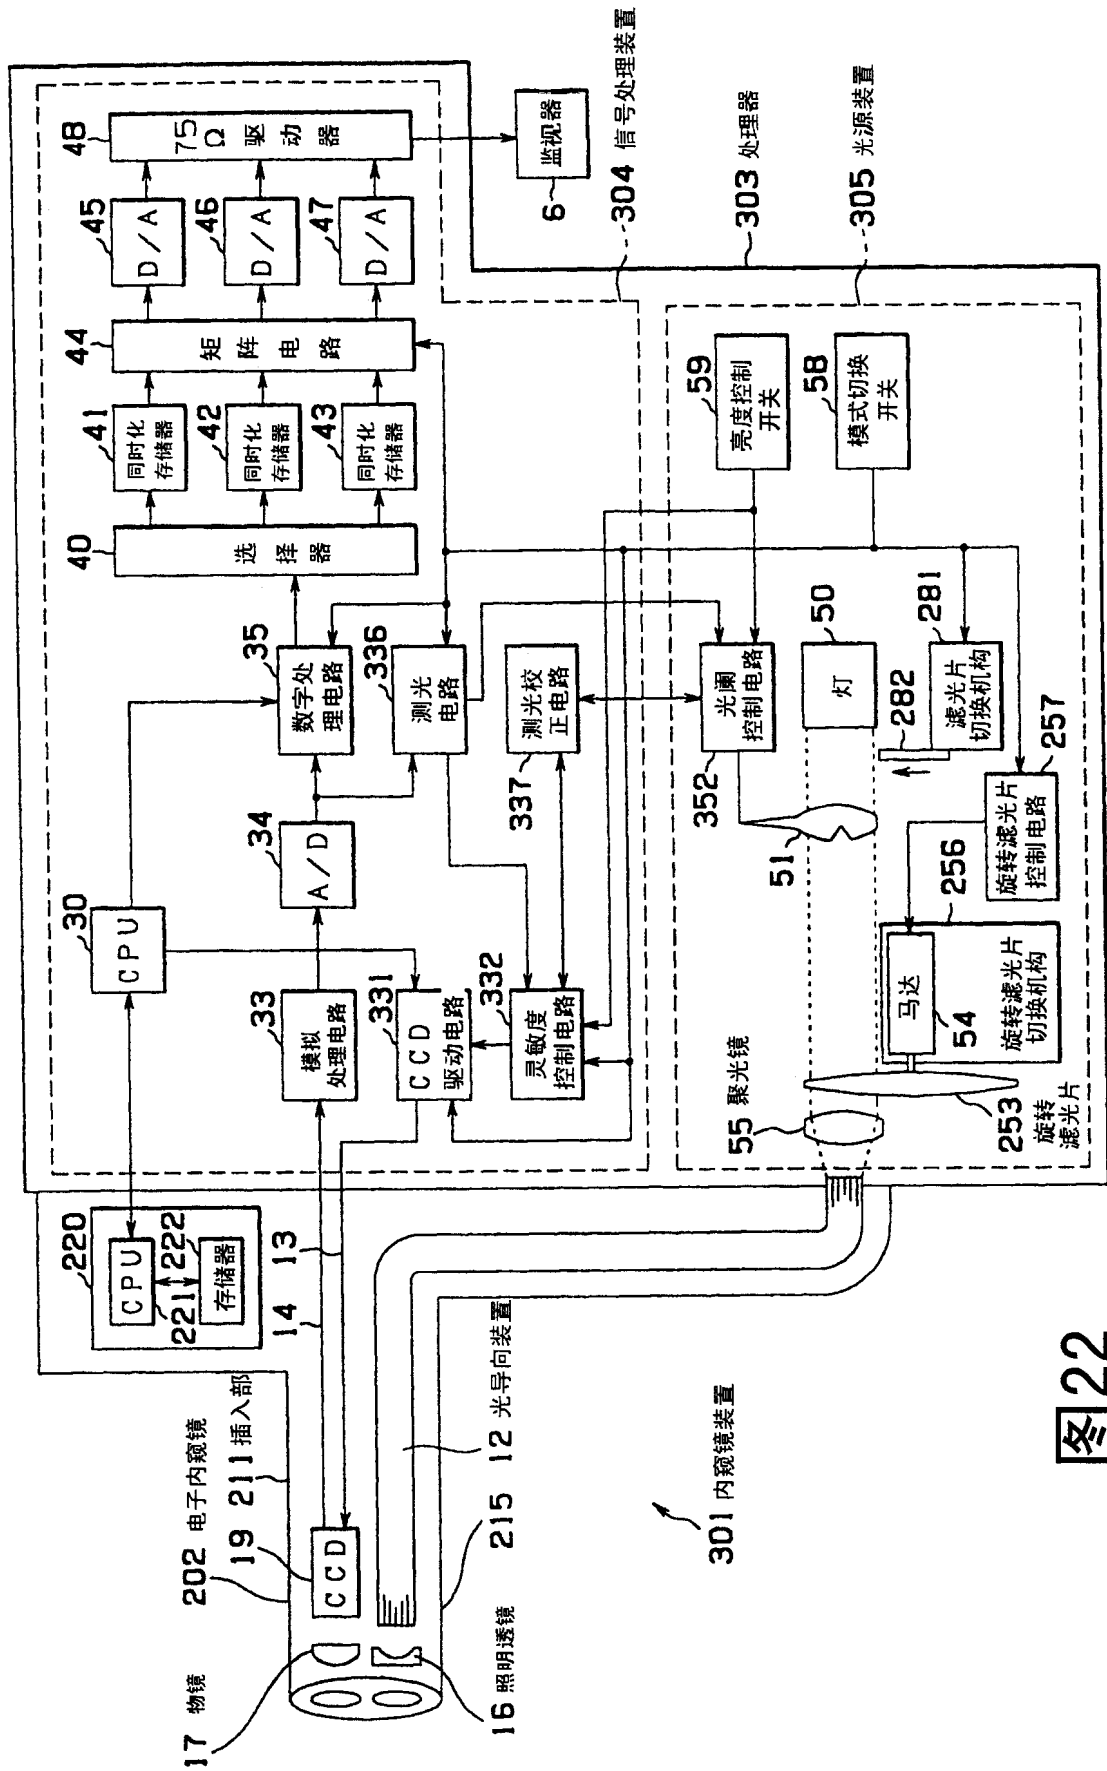 17 物镜
202 电子内窥镜
19
211 插入部
CCD
16 照明透镜
215
12 光导向装置
14
13
220
CPU
221
222
存储器
301 内窥镜装置
30
CPU
33
模拟
处理电路
34
A/D
35
数字处
理电路
331
CCD
驱动电路
332
灵敏度
控制电路
336
测光
电路
337
测光校
正电路
40
选择器
41
同时化
存储器
42
同时化
存储器
43
同时化
存储器
44
矩阵电路
45
D/A
46
D/A
47
D/A
48
75
Ω
驱动器
6
监视器
304 信号处理装置
303 处理器
305 光源装置
59
亮度控制
开关
58
模式切换
开关
352
光阑
控制电路
50
灯
51
282
281
滤光片
切换机构
257
旋转滤光片
控制电路
256
马达
54
旋转滤光片
切换机构
55 聚光镜
253
旋转
滤光片
图22